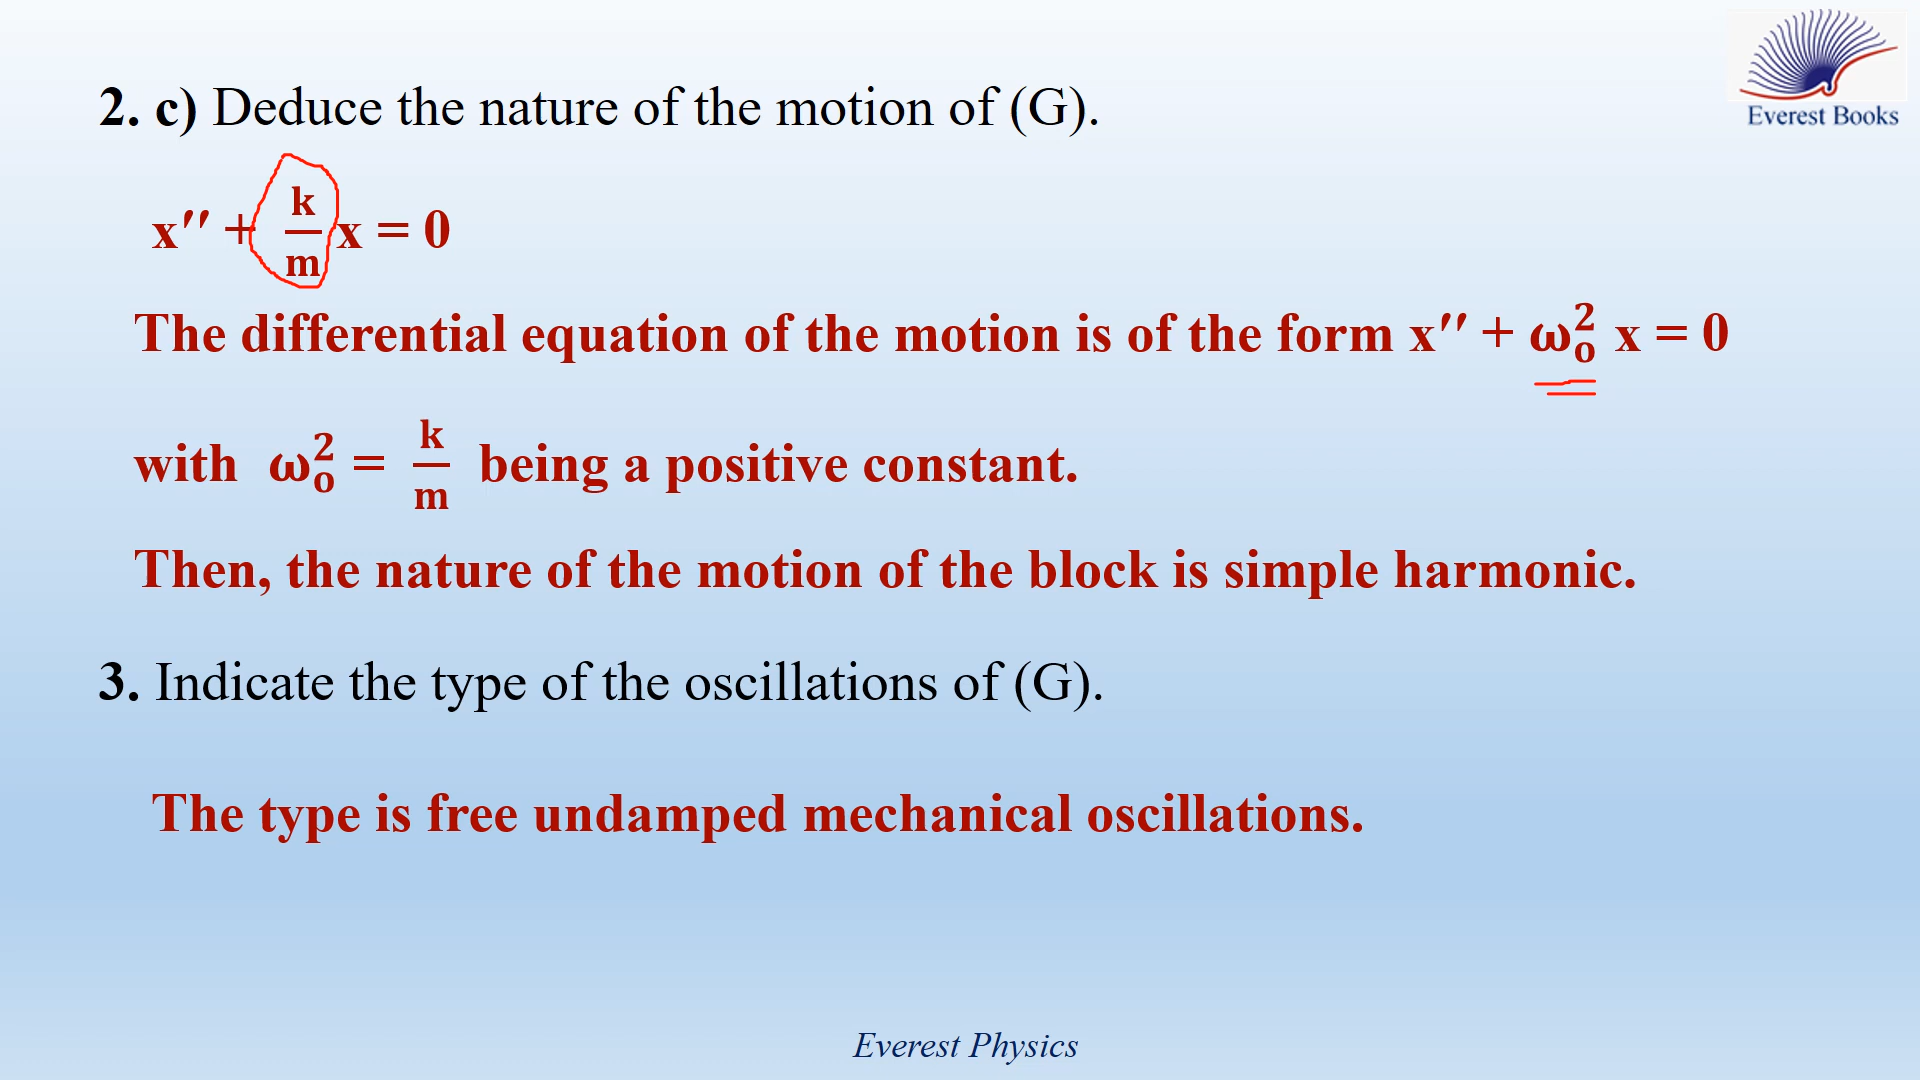 Everest Books
2. c) Deduce the nature of the motion of (G).
x′′ + k/m x = 0
The differential equation of the motion is of the form x′′ + ω₀² x = 0
with ω₀² = k/m being a positive constant.
Then, the nature of the motion of the block is simple harmonic.
3. Indicate the type of the oscillations of (G).
The type is free undamped mechanical oscillations.
Everest Physics